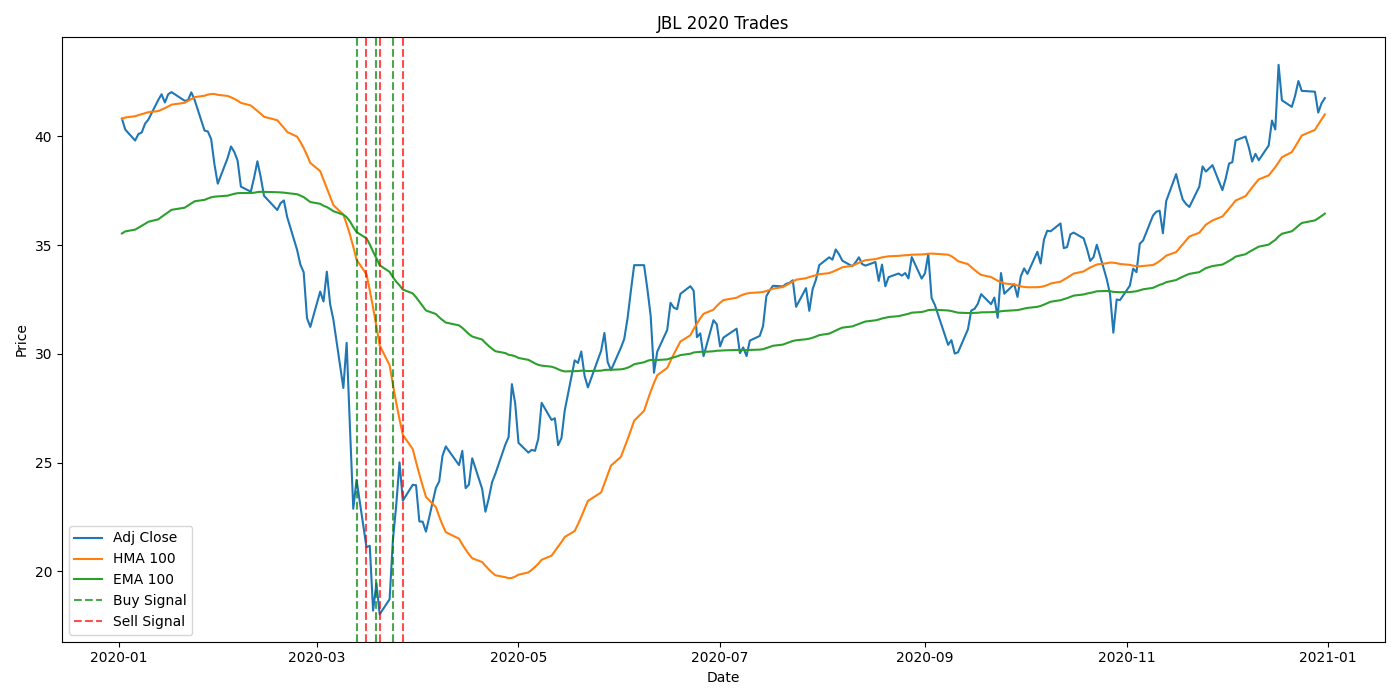 JBL 2020 Trades
Price
40
35
30
25
20
Adj Close
HMA 100
EMA 100
Buy Signal
Sell Signal
2020-01 2020-03 2020-05 2020-07 2020-09 2020-11 2021-01
Date